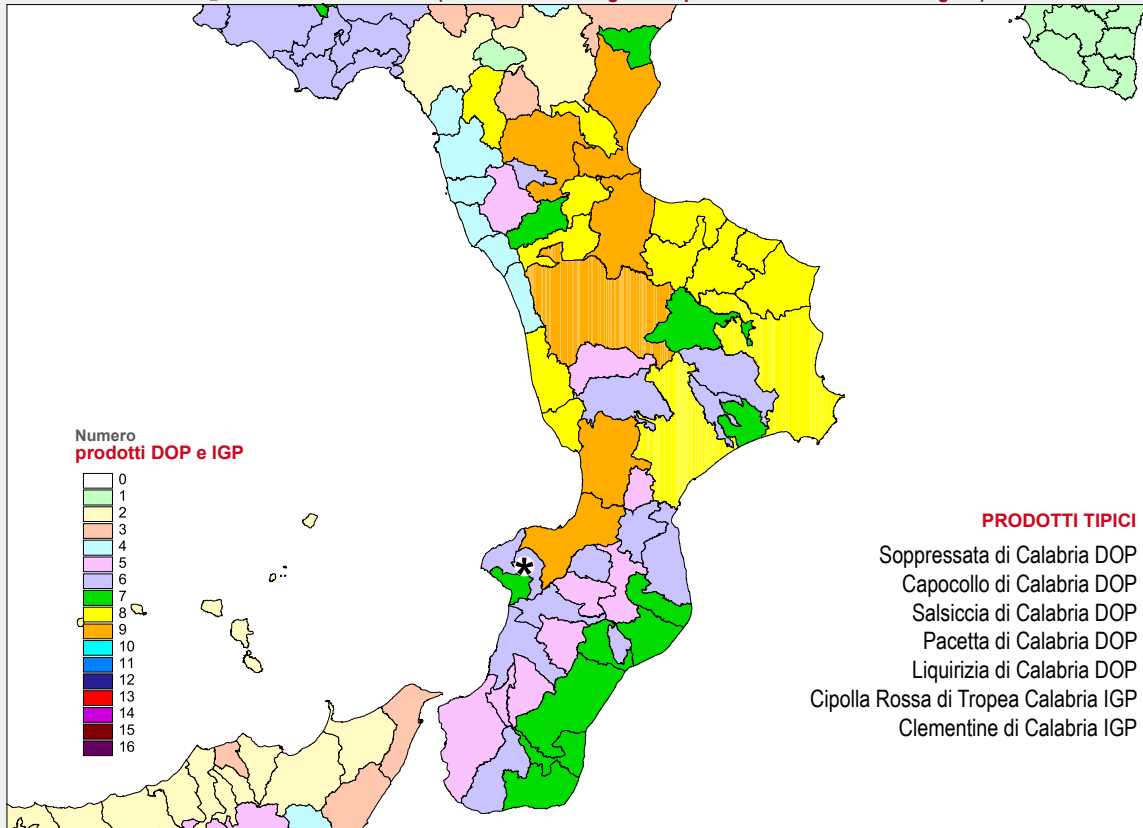 Numero
prodotti DOP e IGP
0
1
2
3
4
5
6
7
8
9
10
11
12
13
14
15
16
*
PRODOTTI TIPICI
Soppressata di Calabria DOP
Capocollo di Calabria DOP
Salsiccia di Calabria DOP
Pacetta di Calabria DOP
Liquirizia di Calabria DOP
Cipolla Rossa di Tropea Calabria IGP
Clementine di Calabria IGP